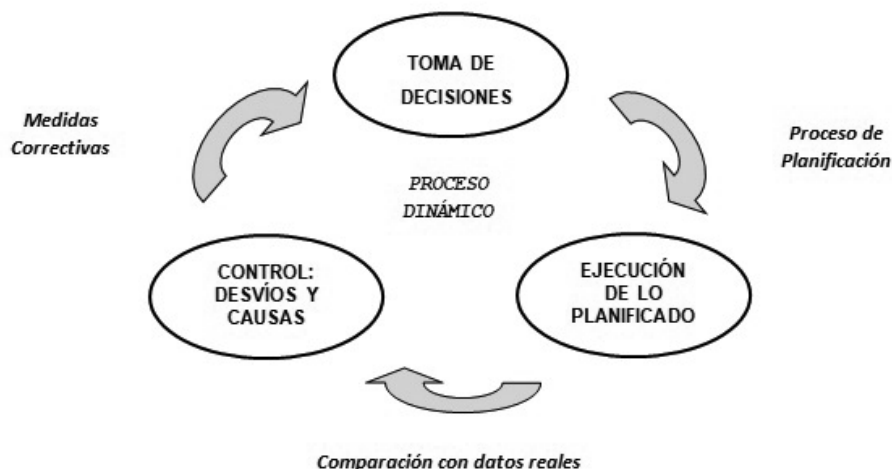 TOMA DE
DECISIONES
Medidas
Correctivas
Proceso de
Planificación
PROCESO
DINÁMICO
CONTROL:
DESVÍOS Y
CAUSAS
EJECUCIÓN
DE LO
PLANIFICADO
Comparación con datos reales